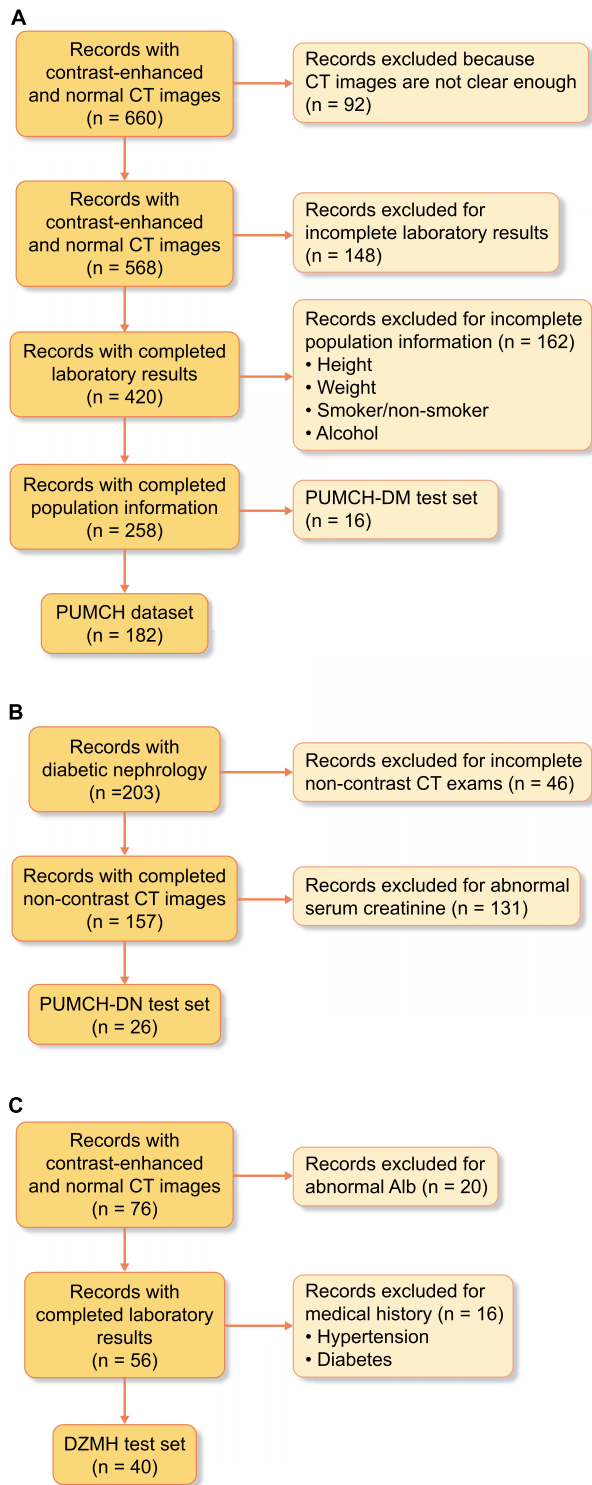 A
Records with
contrast-enhanced
and normal CT images
(n = 660)
Records excluded because
CT images are not clear enough
(n = 92)
Records with
contrast-enhanced
and normal CT images
(n = 568)
Records excluded for
incomplete laboratory results
(n = 148)
Records with completed
laboratory results
(n = 420)
Records excluded for incomplete
population information (n = 162)
• Height
• Weight
• Smoker/non-smoker
• Alcohol
Records with completed
population information
(n = 258)
PUMCH-DM test set
(n = 16)
PUMCH dataset
(n = 182)
B
Records with
diabetic nephrology
(n =203)
Records excluded for incomplete
non-contrast CT exams (n = 46)
Records with completed
non-contrast CT images
(n = 157)
Records excluded for abnormal
serum creatinine (n = 131)
PUMCH-DN test set
(n = 26)
C
Records with
contrast-enhanced
and normal CT images
(n = 76)
Records excluded for
abnormal Alb (n = 20)
Records with
completed laboratory
results
(n = 56)
Records excluded for
medical history (n = 16)
• Hypertension
• Diabetes
DZMH test set
(n = 40)